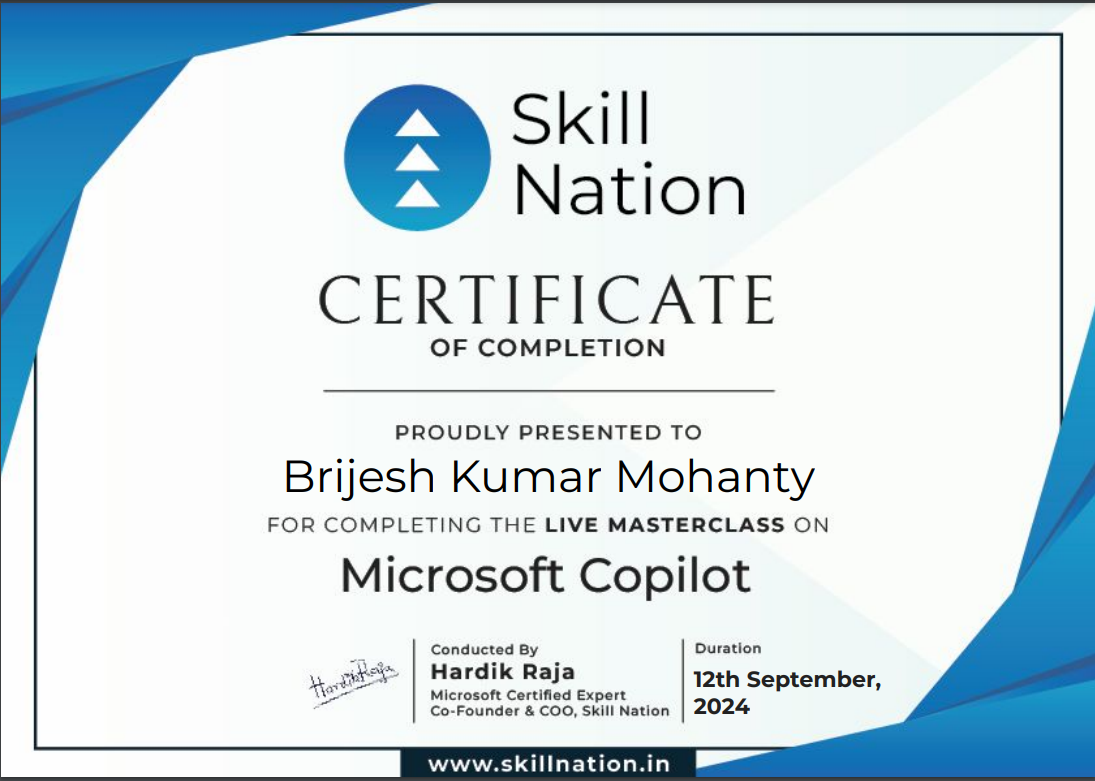 Skill
Nation
CERTIFICATE
OF COMPLETION
PROUDLY PRESENTED TO
Brijesh Kumar Mohanty
FOR COMPLETING THE LIVE MASTERCLASS ON
Microsoft Copilot
Hardik Raja
Conducted By
Hardik Raja
Microsoft Certified Expert
Co-Founder & COO, Skill Nation
Duration
12th September,
2024
www.skillnation.in